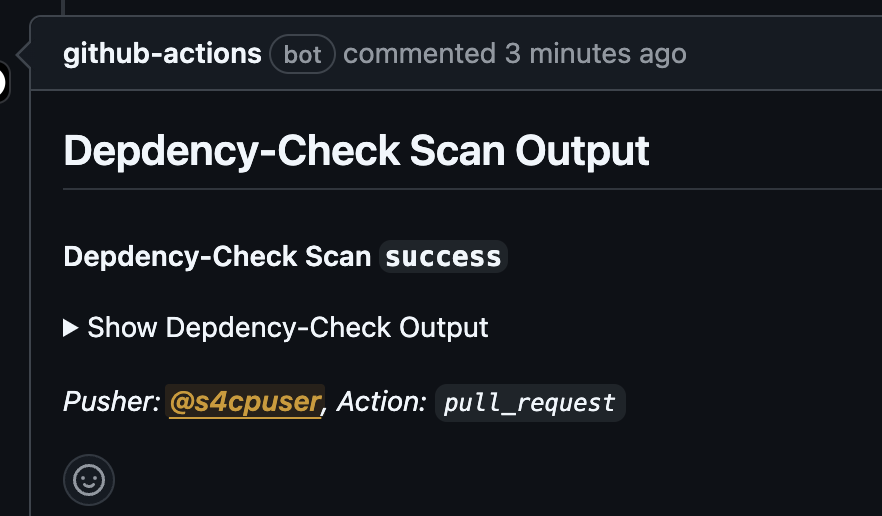 github-actions bot commented 3 minutes ago
Depdency-Check Scan Output
Depdency-Check Scan success
Show Depdency-Check Output
Pusher: @s4cpuser, Action: pull_request